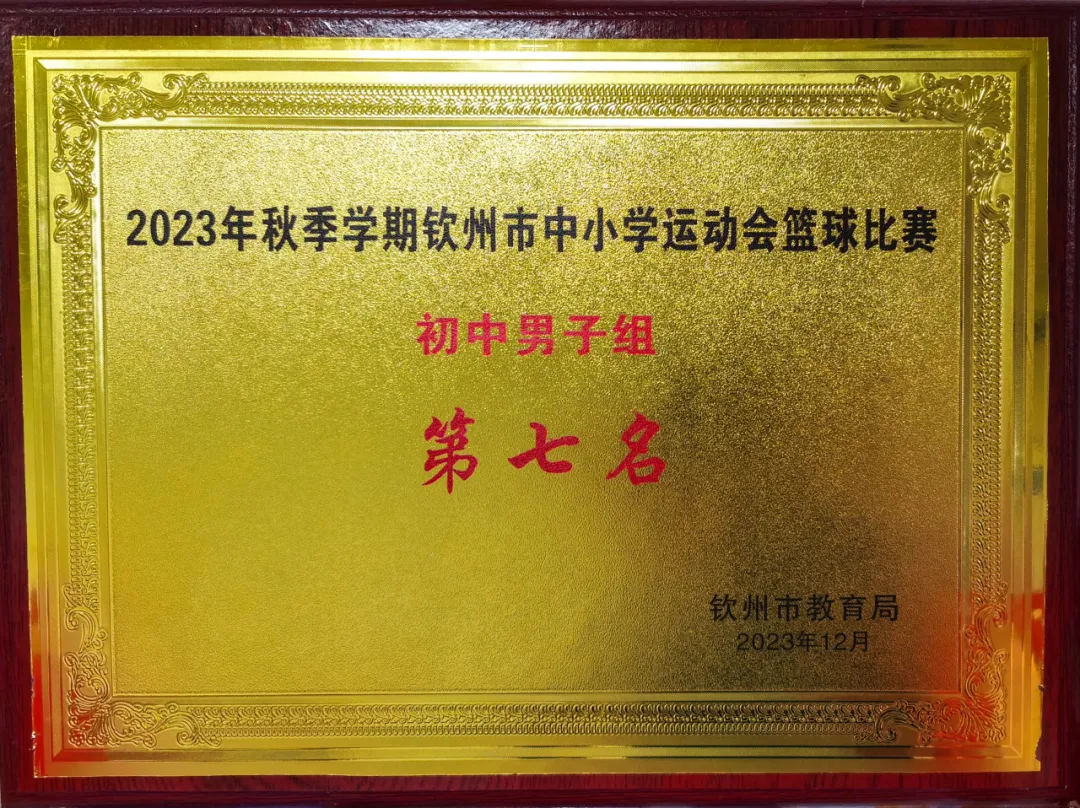 2023年秋季学期钦州市中小学运动会篮球比赛
初中男子组
第七名
钦州市教育局
2023年12月